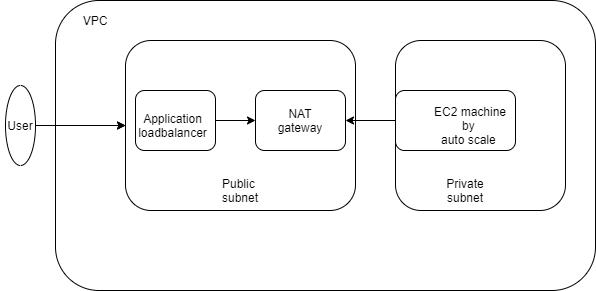 VPC
User
Application
loadbalancer
NAT
gateway
EC2 machine
by
auto scale
Public
subnet
Private
subnet